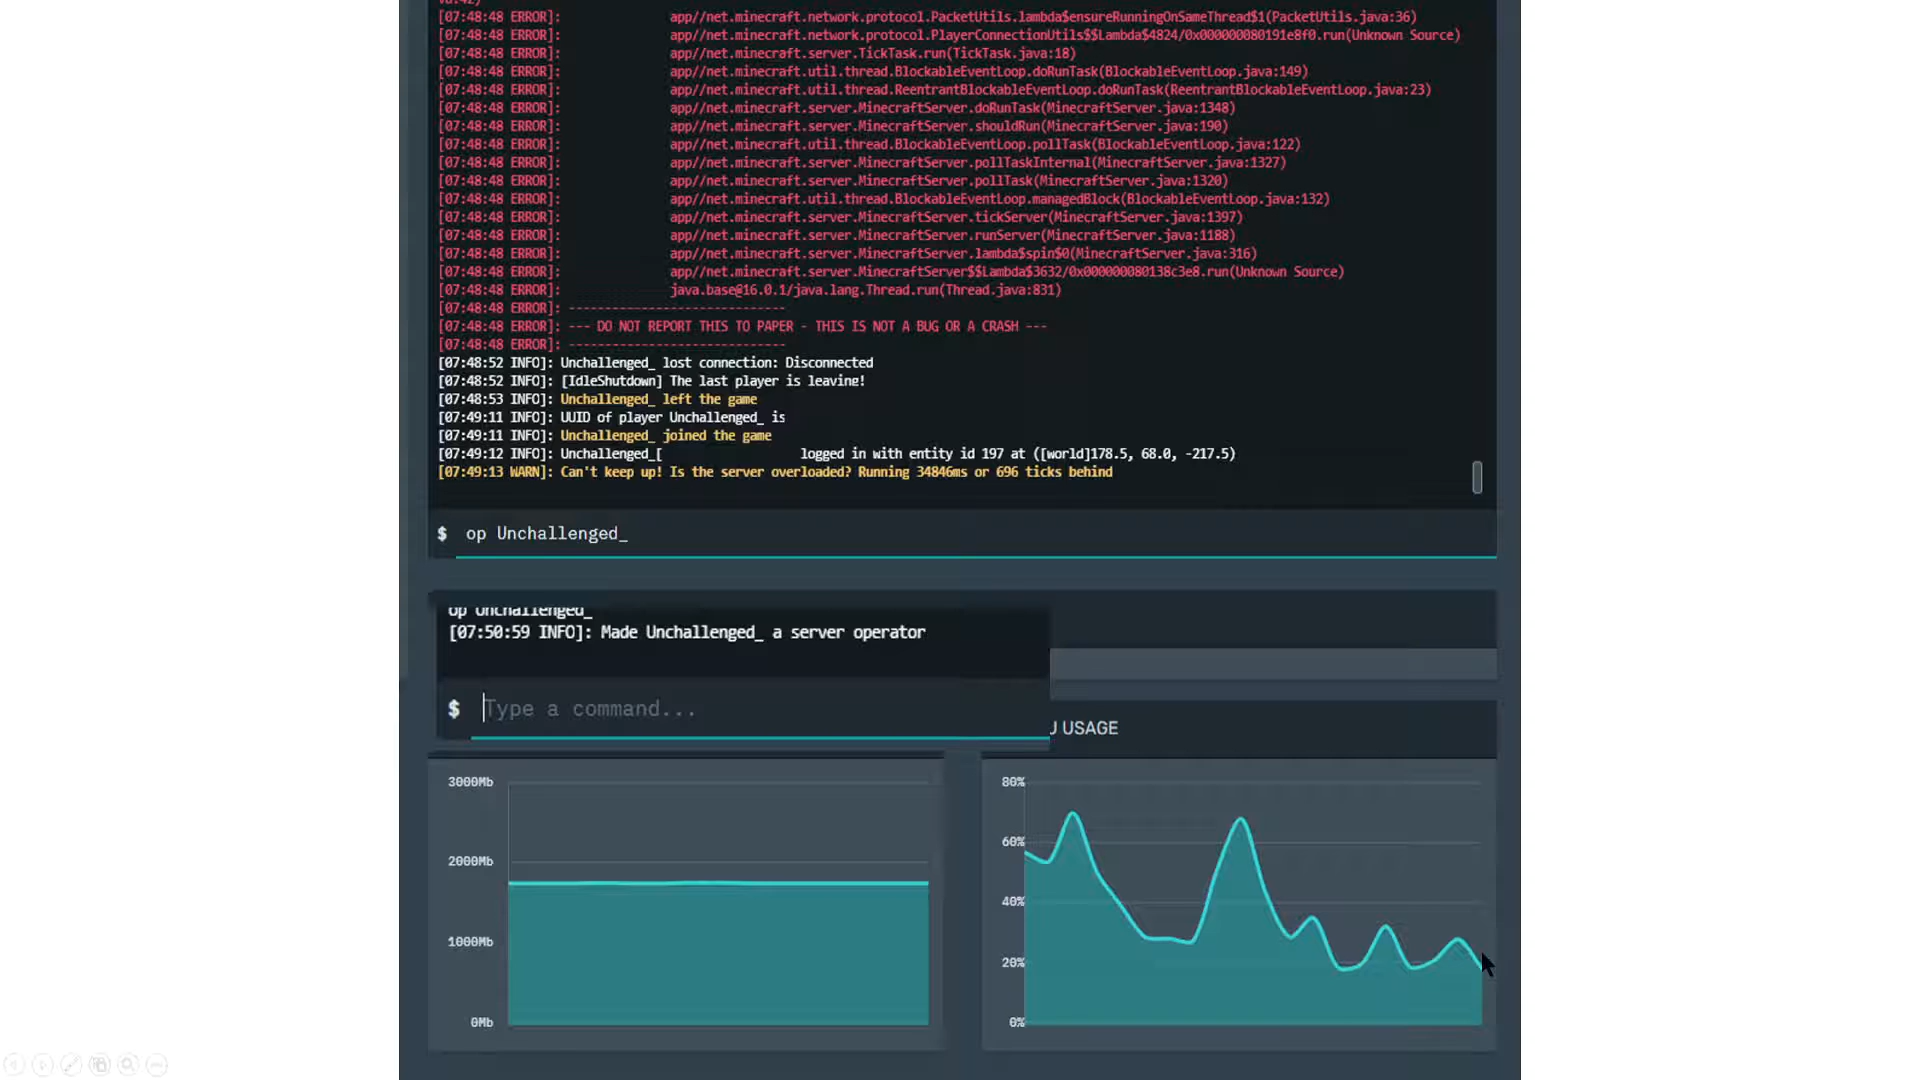 [07:48:48 ERROR]: app//net.minecraft.network.protocol.PacketUtils.lambda$ensureRunningOnSameThread$1(PacketUtils.java:36)
[07:48:48 ERROR]: app//net.minecraft.network.protocol.PlayerConnectionUtils$$Lambda$4824/0x000000080191e8f0.run(Unknown Source)
[07:48:48 ERROR]: app//net.minecraft.server.TickTask.run(TickTask.java:18)
[07:48:48 ERROR]: app//net.minecraft.util.thread.BlockableEventLoop.doRunTask(BlockableEventLoop.java:149)
[07:48:48 ERROR]: app//net.minecraft.util.thread.ReentrantBlockableEventLoop.doRunTask(ReentrantBlockableEventLoop.java:23)
[07:48:48 ERROR]: app//net.minecraft.server.MinecraftServer.doRunTask(MinecraftServer.java:1348)
[07:48:48 ERROR]: app//net.minecraft.server.MinecraftServer.shouldRun(MinecraftServer.java:190)
[07:48:48 ERROR]: app//net.minecraft.util.thread.BlockableEventLoop.pollTask(BlockableEventLoop.java:122)
[07:48:48 ERROR]: app//net.minecraft.server.MinecraftServer.pollTaskInternal(MinecraftServer.java:1327)
[07:48:48 ERROR]: app//net.minecraft.server.MinecraftServer.pollTask(MinecraftServer.java:1320)
[07:48:48 ERROR]: app//net.minecraft.util.thread.BlockableEventLoop.managedBlock(BlockableEventLoop.java:132)
[07:48:48 ERROR]: app//net.minecraft.server.MinecraftServer.tickServer(MinecraftServer.java:1397)
[07:48:48 ERROR]: app//net.minecraft.server.MinecraftServer.runServer(MinecraftServer.java:1188)
[07:48:48 ERROR]: app//net.minecraft.server.MinecraftServer.lambda$spin$0(MinecraftServer.java:316)
[07:48:48 ERROR]: app//net.minecraft.server.MinecraftServer$$Lambda$3632/0x000000080138c3e8.run(Unknown Source)
[07:48:48 ERROR]: java.base@16.0.1/java.lang.Thread.run(Thread.java:831)
[07:48:48 ERROR]: ------------------------------
[07:48:48 ERROR]: --- DO NOT REPORT THIS TO PAPER - THIS IS NOT A BUG OR A CRASH ---
[07:48:48 ERROR]: ------------------------------
[07:48:52 INFO]: Unchallenged_ lost connection: Disconnected
[07:48:52 INFO]: [IdleShutdown] The last player is leaving!
[07:48:53 INFO]: Unchallenged_ left the game
[07:49:11 INFO]: UUID of player Unchallenged_ is
[07:49:11 INFO]: Unchallenged_ joined the game
[07:49:12 INFO]: Unchallenged_[ logged in with entity id 197 at ([world]178.5, 68.0, -217.5)
[07:49:13 WARN]: Can't keep up! Is the server overloaded? Running 34846ms or 696 ticks behind
$ op Unchallenged_
op Unchallenged_
[07:50:59 INFO]: Made Unchallenged_ a server operator
$ Type a command...
USAGE
3000Mb
2000Mb
1000Mb
0Mb
80%
60%
40%
20%
0%